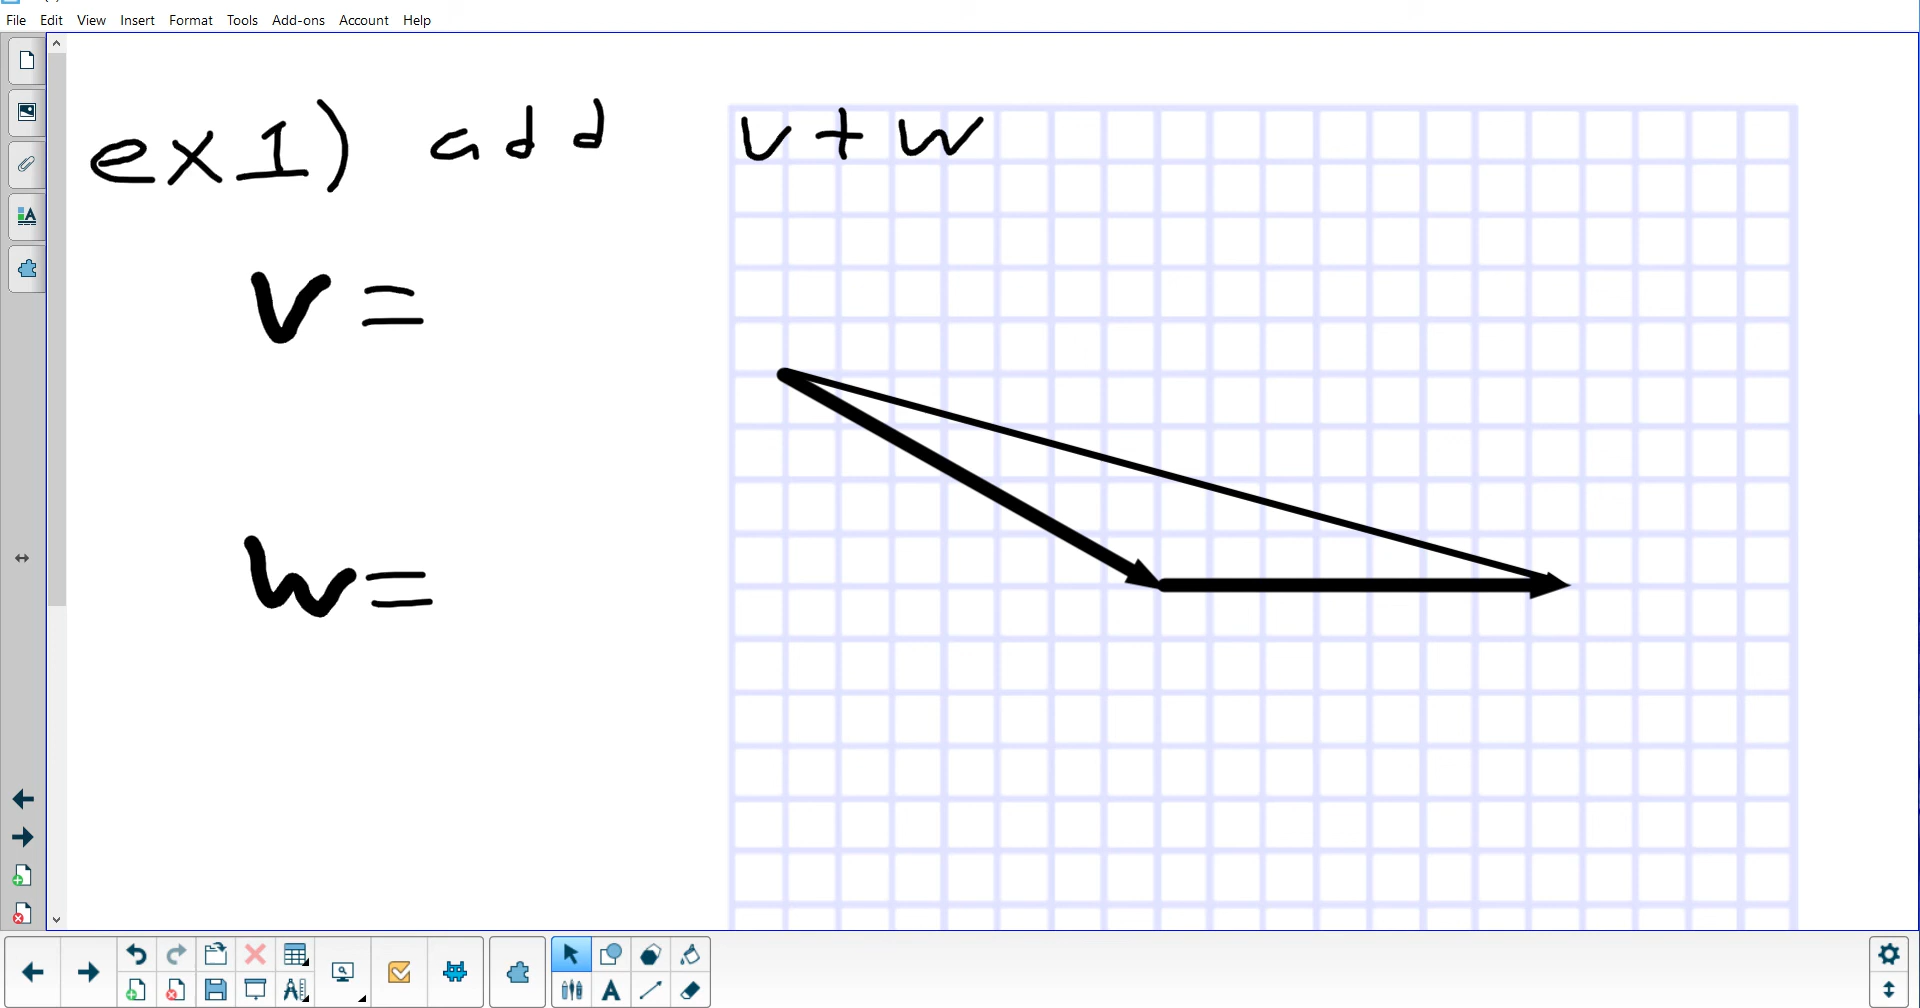 File Edit View Insert Format Tools Add-ons Account Help
ex1) add v+w
v=
w=